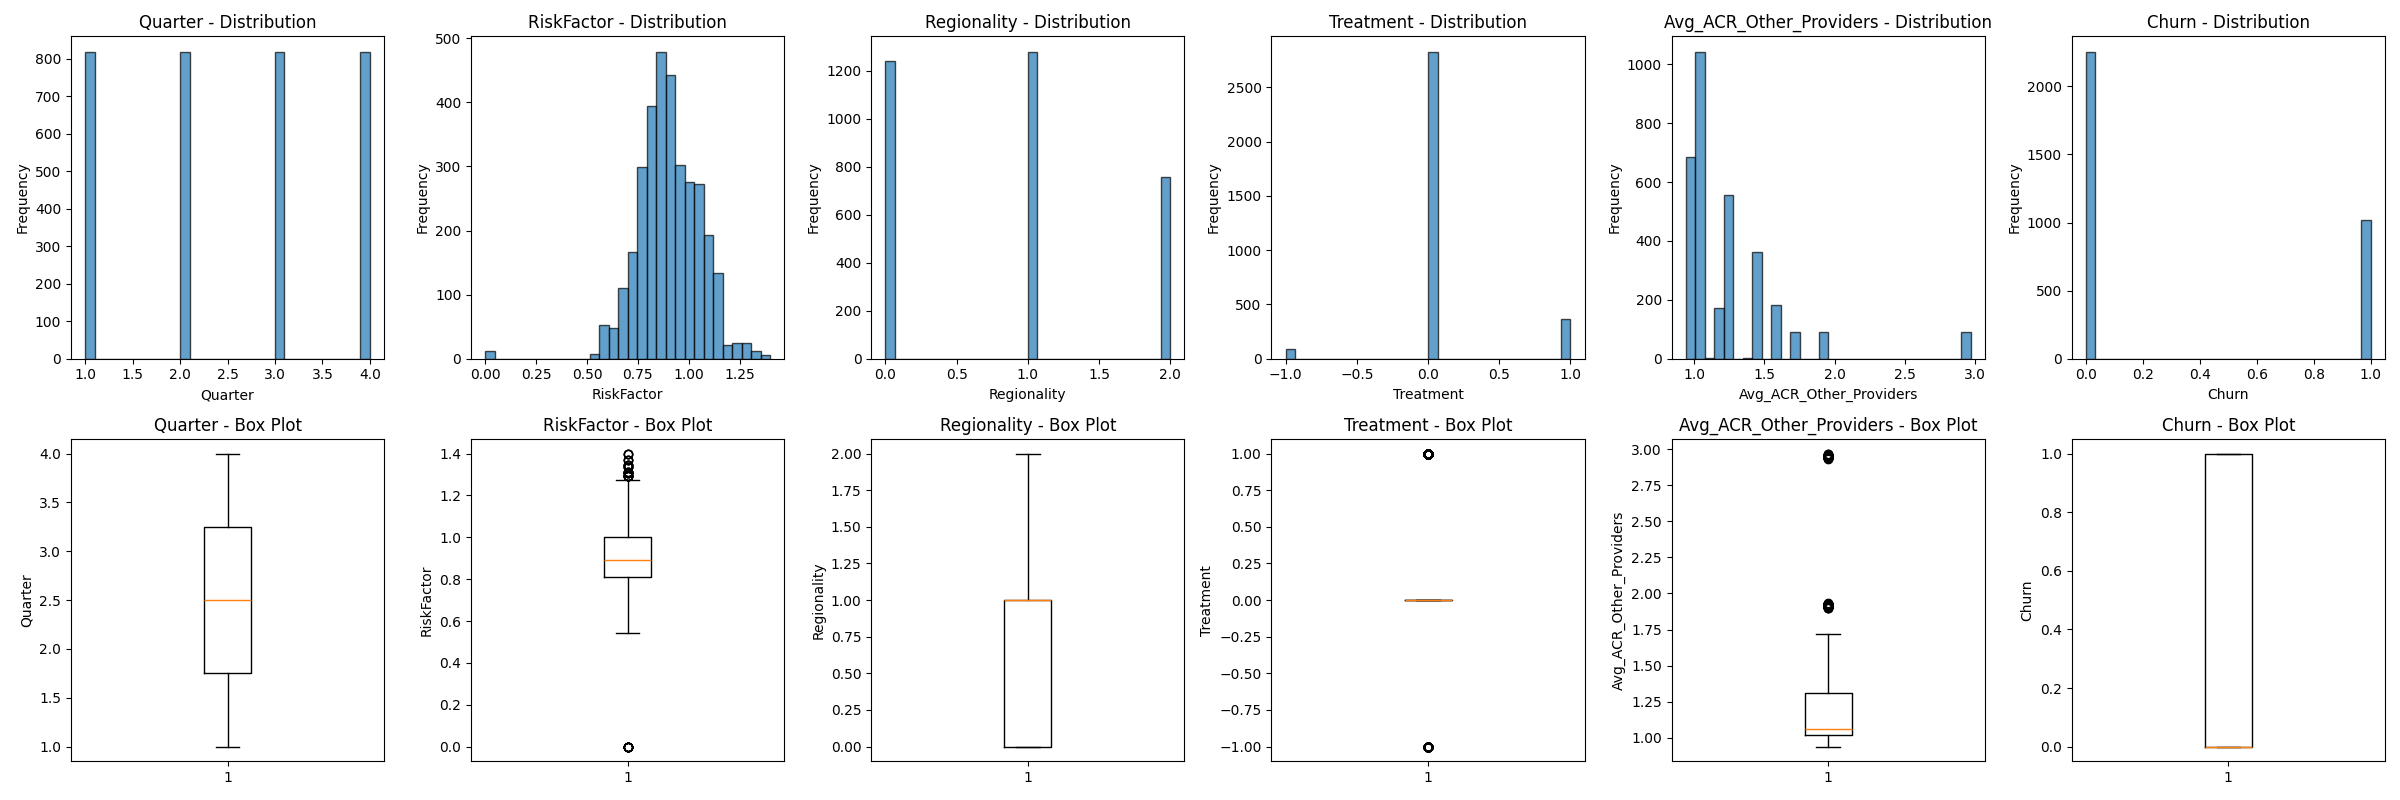 Quarter - Distribution
800
700
600
500
400
300
200
100
0
Frequency
1.0 1.5 2.0 2.5 3.0 3.5 4.0
Quarter
RiskFactor - Distribution
500
400
300
200
100
0
Frequency
0.00 0.25 0.50 0.75 1.00 1.25
RiskFactor
Regionality - Distribution
1200
1000
800
600
400
200
0
Frequency
0.0 0.5 1.0 1.5 2.0
Regionality
Treatment - Distribution
2500
2000
1500
1000
500
0
Frequency
−1.0 −0.5 0.0 0.5 1.0
Treatment
Avg_ACR_Other_Providers - Distribution
1000
800
600
400
200
0
Frequency
1.0 1.5 2.0 2.5 3.0
Avg_ACR_Other_Providers
Churn - Distribution
2000
1500
1000
500
0
Frequency
0.0 0.2 0.4 0.6 0.8 1.0
Churn
Quarter - Box Plot
4.0
3.5
3.0
2.5
2.0
1.5
1.0
Quarter
1
RiskFactor - Box Plot
1.4
1.2
1.0
0.8
0.6
0.4
0.2
0.0
RiskFactor
1
Regionality - Box Plot
2.00
1.75
1.50
1.25
1.00
0.75
0.50
0.25
0.00
Regionality
1
Treatment - Box Plot
1.00
0.75
0.50
0.25
0.00
−0.25
−0.50
−0.75
−1.00
Treatment
1
Avg_ACR_Other_Providers - Box Plot
3.00
2.75
2.50
2.25
2.00
1.75
1.50
1.25
1.00
Avg_ACR_Other_Providers
1
Churn - Box Plot
1.0
0.8
0.6
0.4
0.2
0.0
Churn
1